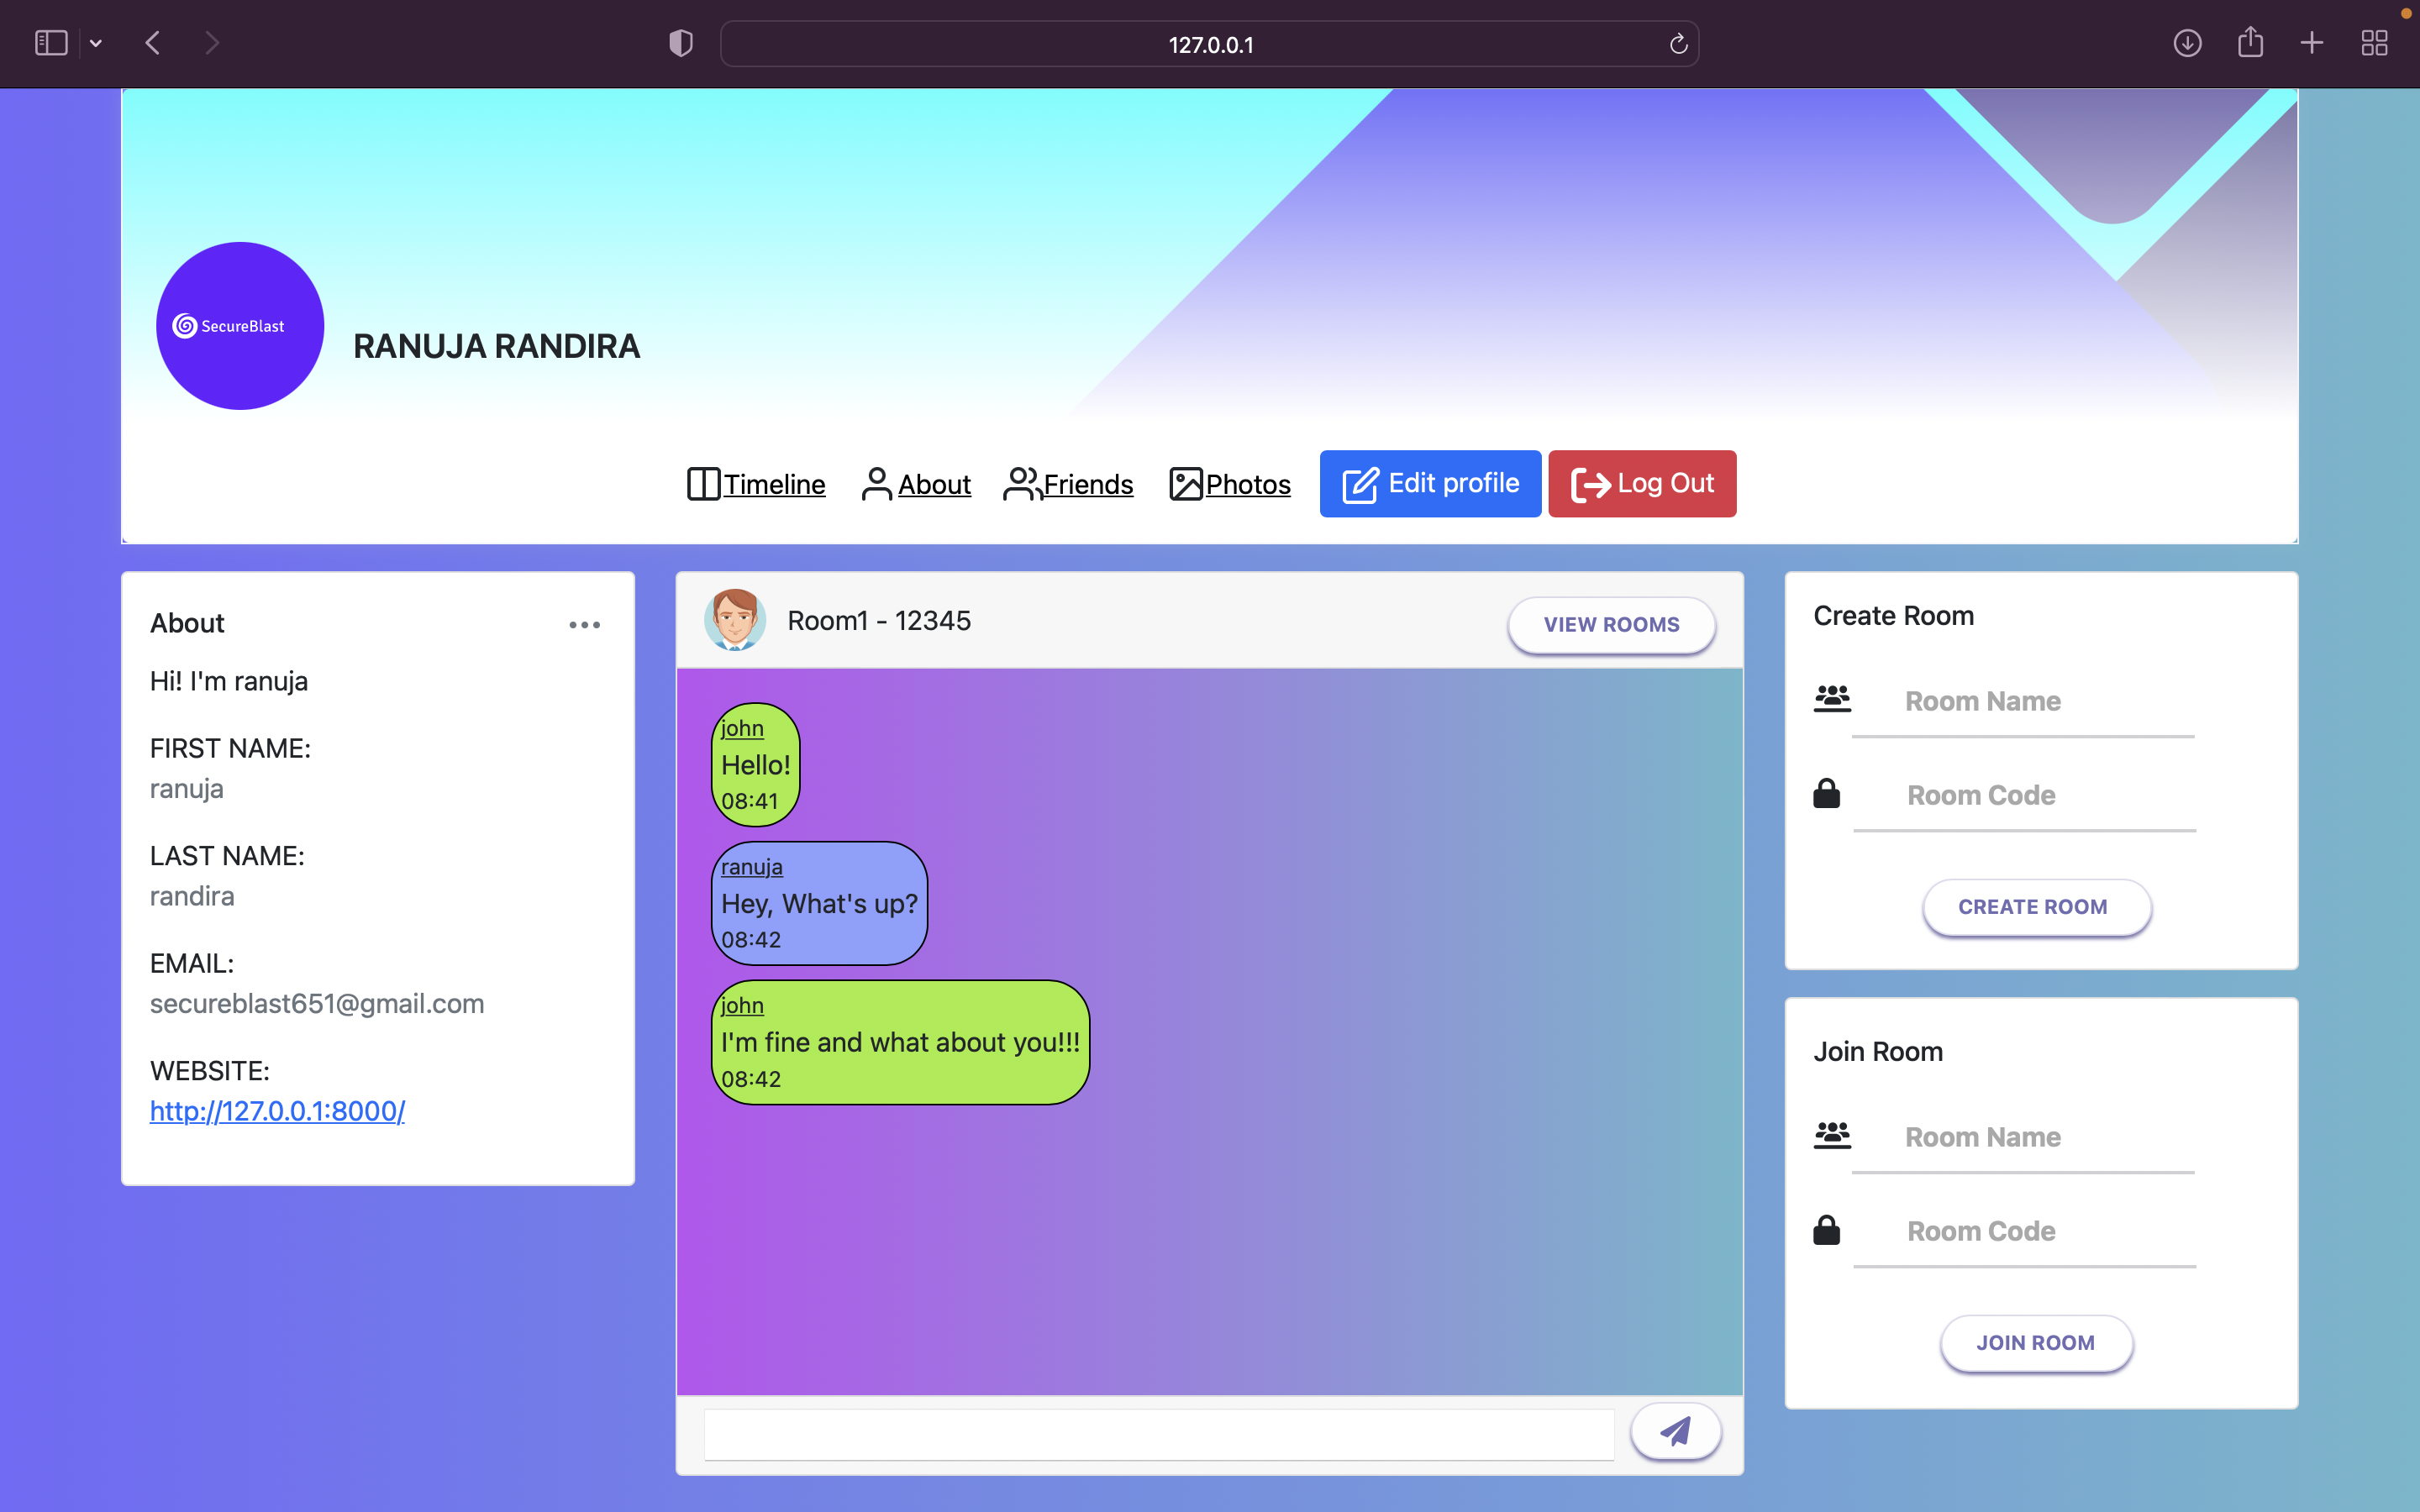 127.0.0.1
SecureBlast
RANUJA RANDIRA
Timeline
About
Friends
Photos
Edit profile
Log Out
About
Hi! I'm ranuja
FIRST NAME:
ranuja
LAST NAME:
randira
EMAIL:
secureblast651@gmail.com
WEBSITE:
http://127.0.0.1:8000/
Room1 - 12345
VIEW ROOMS
john
Hello!
08:41
ranuja
Hey, What's up?
08:42
john
I'm fine and what about you!!!
08:42
Create Room
Room Name
Room Code
CREATE ROOM
Join Room
Room Name
Room Code
JOIN ROOM